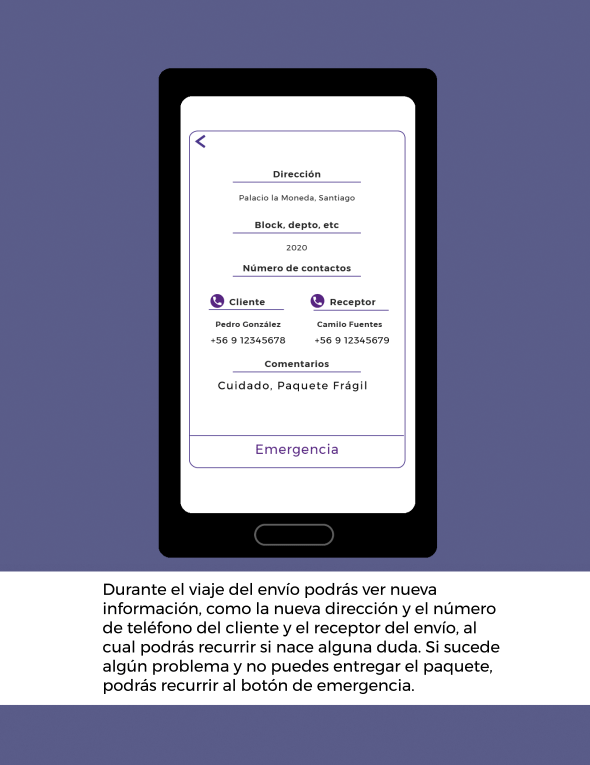 Dirección
Palacio la Moneda, Santiago
Block, depto, etc
2020
Número de contactos
Cliente Receptor
Pedro González Camilo Fuentes
+56 9 12345678 +56 9 12345679
Comentarios
Cuidado, Paquete Frágil
Emergencia
Durante el viaje del envío podrás ver nueva
información, como la nueva dirección y el número
de teléfono del cliente y el receptor del envío, al
cual podrás recurrir si nace alguna duda. Si sucede
algún problema y no puedes entregar el paquete,
podrás recurrir al botón de emergencia.